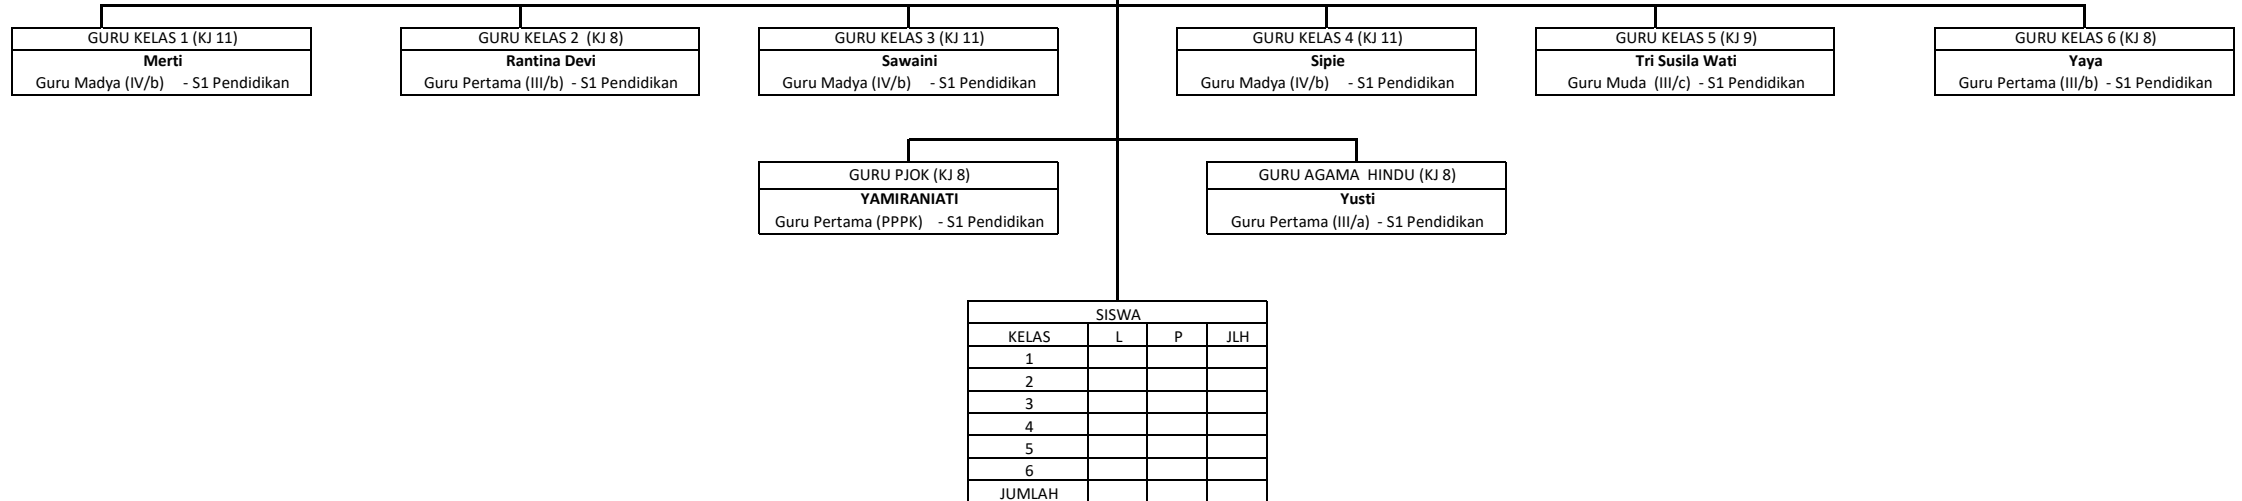 GURU KELAS 1 (KJ 11)
Merti
Guru Madya (IV/b) - S1 Pendidikan
GURU KELAS 2 (KJ 8)
Rantina Devi
Guru Pertama (III/b) - S1 Pendidikan
GURU KELAS 3 (KJ 11)
Sawaini
Guru Madya (IV/b) - S1 Pendidikan
GURU KELAS 4 (KJ 11)
Sipie
Guru Madya (IV/b) - S1 Pendidikan
GURU KELAS 5 (KJ 9)
Tri Susila Wati
Guru Muda (III/c) - S1 Pendidikan
GURU KELAS 6 (KJ 8)
Yaya
Guru Pertama (III/b) - S1 Pendidikan
GURU PJOK (KJ 8)
YAMIRANIATI
Guru Pertama (PPPK) - S1 Pendidikan
GURU AGAMA HINDU (KJ 8)
Yusti
Guru Pertama (III/a) - S1 Pendidikan
SISWA
KELAS L P JLH
1
2
3
4
5
6
JUMLAH